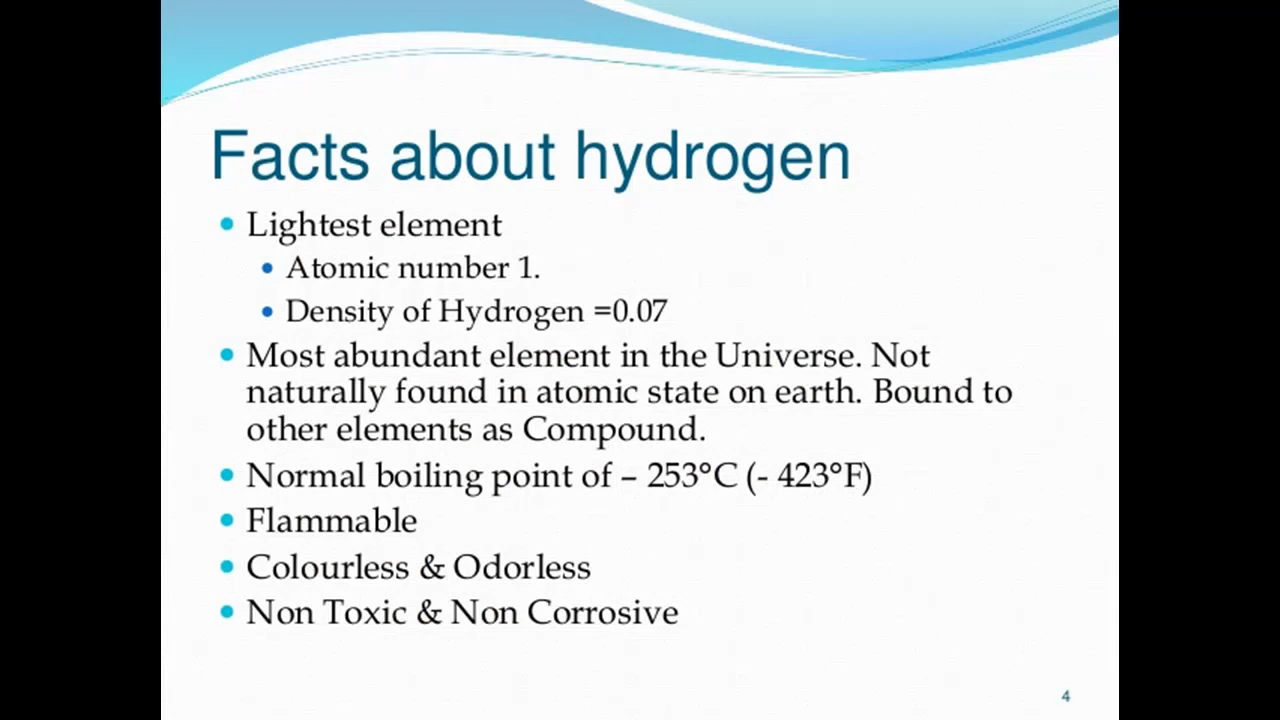 Facts about hydrogen
• Lightest element
• Atomic number 1.
• Density of Hydrogen =0.07
• Most abundant element in the Universe. Not
naturally found in atomic state on earth. Bound to
other elements as Compound.
• Normal boiling point of – 253°C (- 423°F)
• Flammable
• Colourless & Odorless
• Non Toxic & Non Corrosive
4